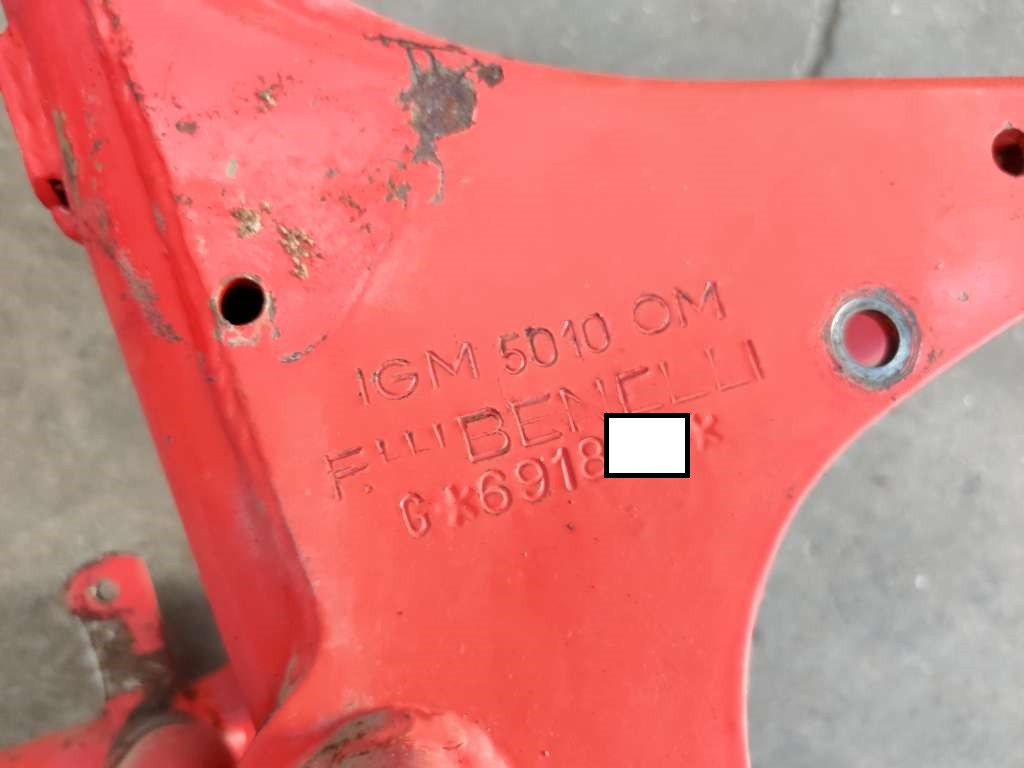 IGM 5010 OM
F.LLI BENELLI
G*6918 *